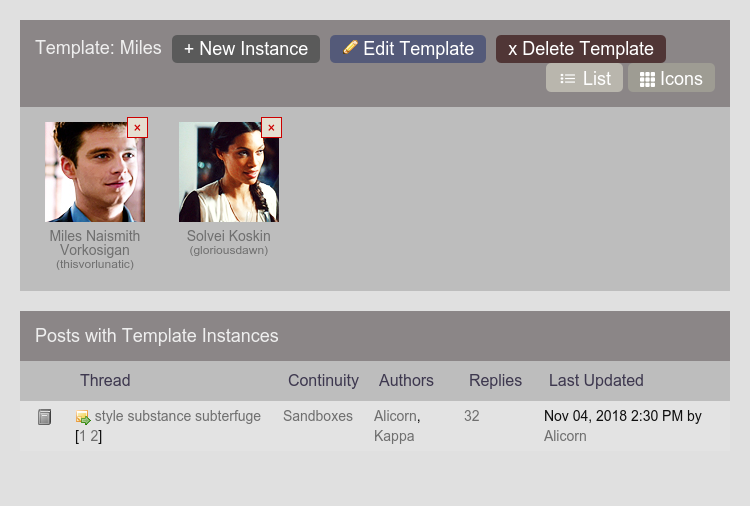 Template: Miles + New Instance Edit Template x Delete Template
List Icons
x x
Miles Naismith Vorkosigan (thisvorlunatic)
Solvei Koskin (gloriousdawn)
Posts with Template Instances
Thread Continuity Authors Replies Last Updated
style substance subterfuge Sandboxes Alicorn, 32 Nov 04, 2018 2:30 PM by
[1 2] Kappa Alicorn